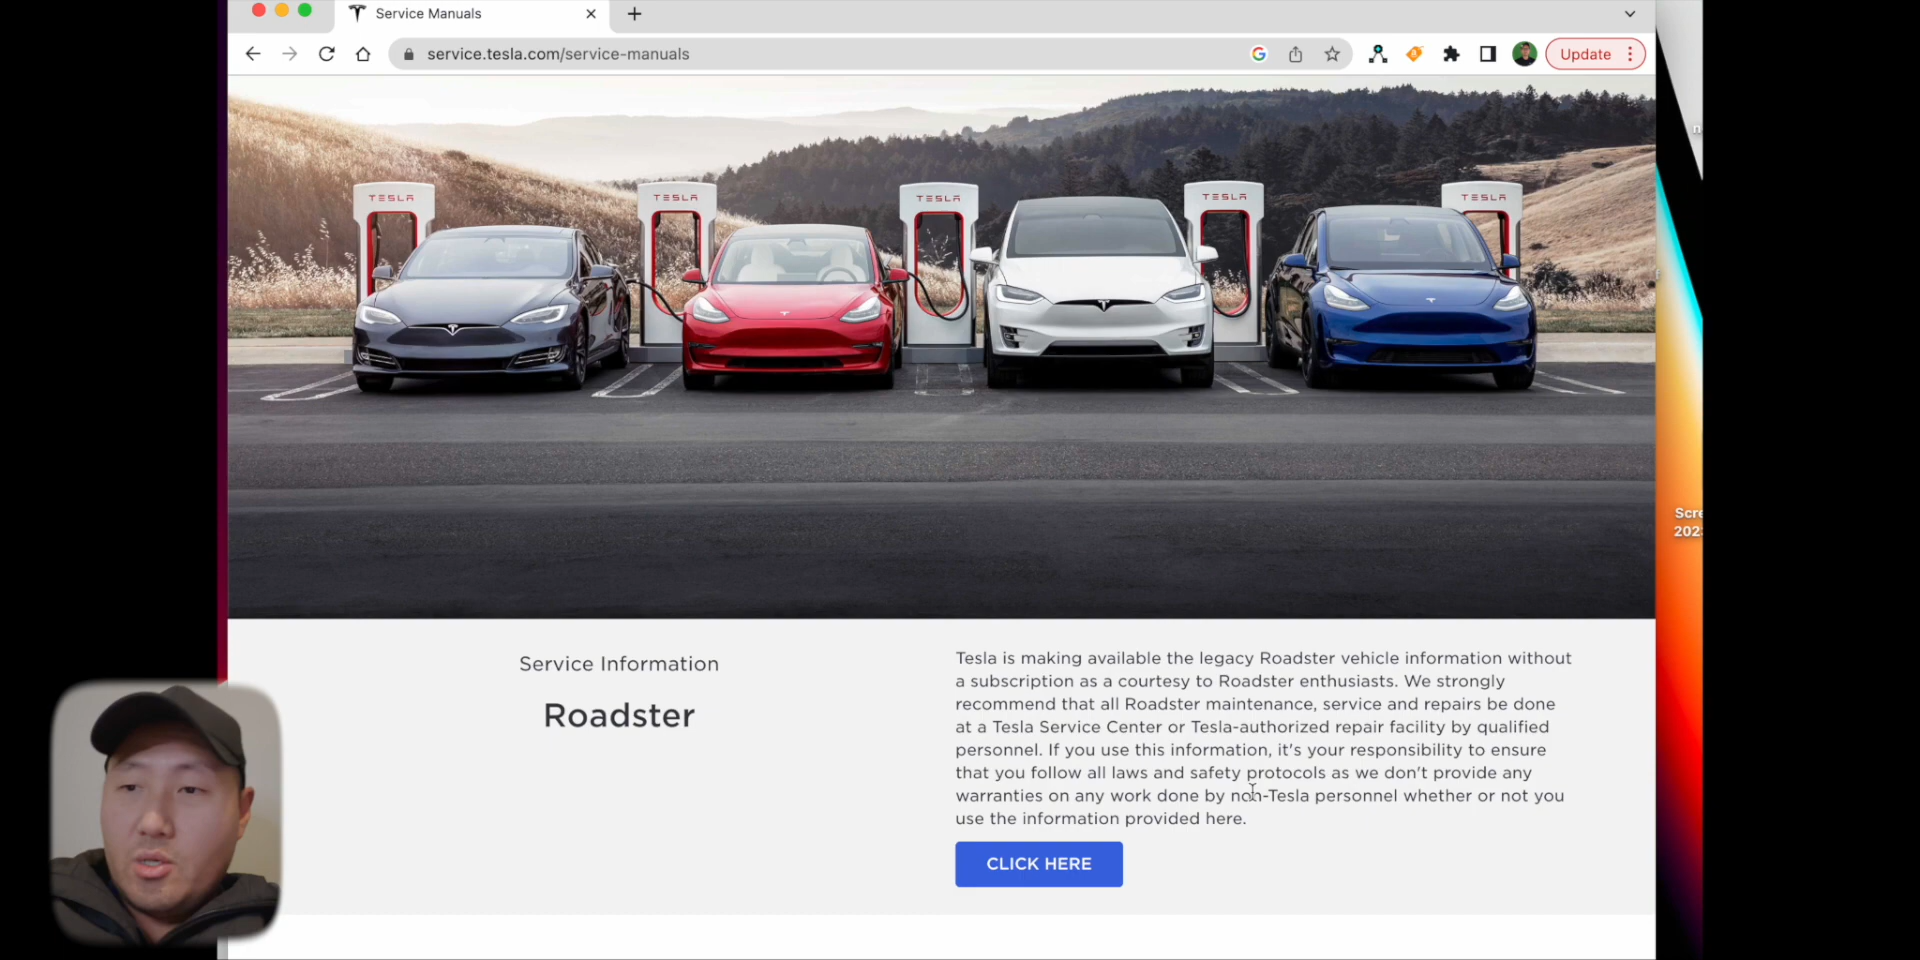 Service Manuals
service.tesla.com/service-manuals
Update
TESLA TESLA TESLA TESLA TESLA
Scre
202
Service Information
Roadster
Tesla is making available the legacy Roadster vehicle information without
a subscription as a courtesy to Roadster enthusiasts. We strongly
recommend that all Roadster maintenance, service and repairs be done
at a Tesla Service Center or Tesla-authorized repair facility by qualified
personnel. If you use this information, it's your responsibility to ensure
that you follow all laws and safety protocols as we don't provide any
warranties on any work done by non-Tesla personnel whether or not you
use the information provided here.
CLICK HERE